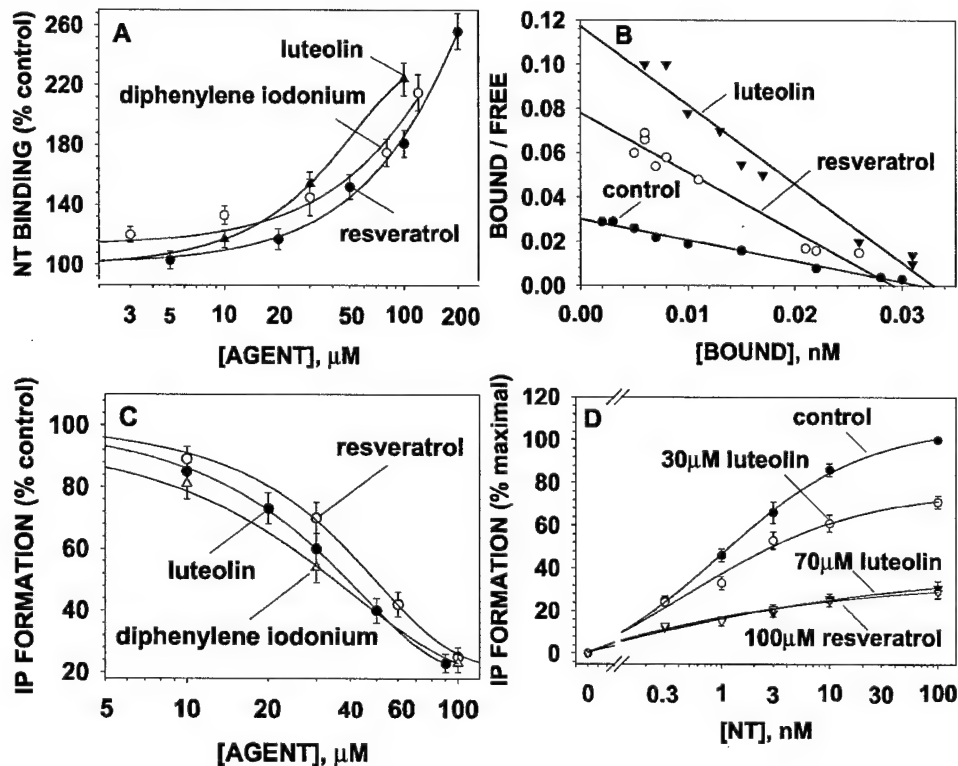 A
NT BINDING (% control)
260
220
180
140
100
luteolin
diphenylene iodonium
resveratrol
3 5 10 30 50 100 200
[AGENT], µM
B
BOUND / FREE
0.12
0.10
0.08
0.06
0.04
0.02
0.00
luteolin
resveratrol
control
0.00 0.01 0.02 0.03
[BOUND], nM
C
IP FORMATION (% control)
100
80
60
40
20
resveratrol
luteolin
diphenylene iodonium
5 10 20 40 60 100
[AGENT], µM
D
IP FORMATION (% maximal)
120
100
80
60
40
20
0
control
30µM luteolin
70µM luteolin
100µM resveratrol
0 0.3 1 3 10 30 100
[NT], nM